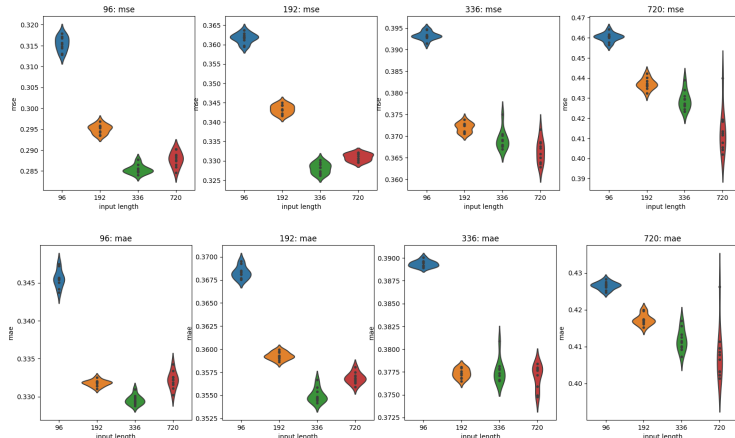 96: mse
192: mse
336: mse
720: mse
0.320
0.315
0.310
0.305
0.300
0.295
0.290
0.285
mse
96 192 336 720
input length
0.365
0.360
0.355
0.350
0.345
0.340
0.335
0.330
0.325
mse
96 192 336 720
input length
0.395
0.390
0.385
0.380
0.375
0.370
0.365
0.360
mse
96 192 336 720
input length
0.47
0.46
0.45
0.44
0.43
0.42
0.41
0.40
0.39
mse
96 192 336 720
input length
96: mae
192: mae
336: mae
720: mae
0.345
0.340
0.335
0.330
mae
96 192 336 720
input length
0.3700
0.3675
0.3650
0.3625
0.3600
0.3575
0.3550
0.3525
mae
96 192 336 720
input length
0.3900
0.3875
0.3850
0.3825
0.3800
0.3775
0.3750
0.3725
mae
96 192 336 720
input length
0.43
0.42
0.41
0.40
mae
96 192 336 720
input length